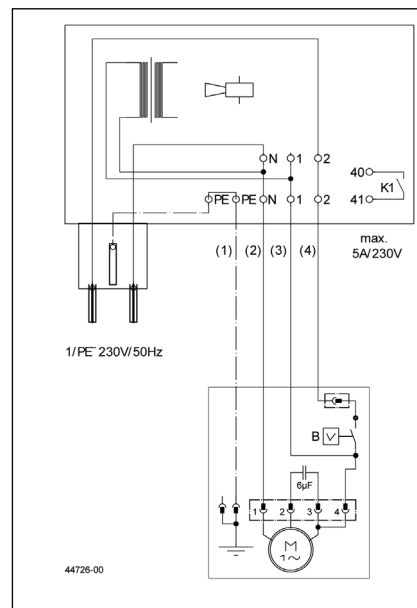 N 1 2
40
K1
PE PE N 1 2 41
(1) (2) (3) (4)
max.
5A/230V
1/PE~230V/50Hz
B
6µF
1 2 3 4
M
1~
44726-00